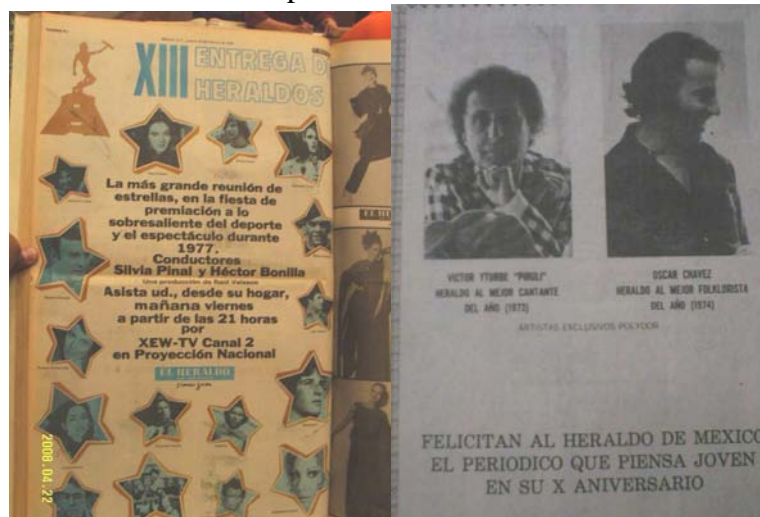 XIII ENTREGA D
HERALDOS
La más grande reunión de
estrellas, en la fiesta de
premiación a lo
sobresaliente del deporte
y el espectáculo durante
1977.
Conductores
Silvia Pinal y Héctor Bonilla
Una producción de Raúl Velasco
Asista ud., desde su hogar,
mañana viernes
a partir de las 21 horas
por
XEW-TV Canal 2
en Proyección Nacional
EL HERALDO
2008.04.22
VICTOR YTURBE "PIRULI"
HERALDO AL MEJOR CANTANTE
DEL AÑO (1973)
OSCAR CHAVEZ
HERALDO AL MEJOR FOLKLORISTA
DEL AÑO (1974)
ARTISTAS EXCLUSIVOS POLYDOR
FELICITAN AL HERALDO DE MEXICO
EL PERIODICO QUE PIENSA JOVEN
EN SU X ANIVERSARIO